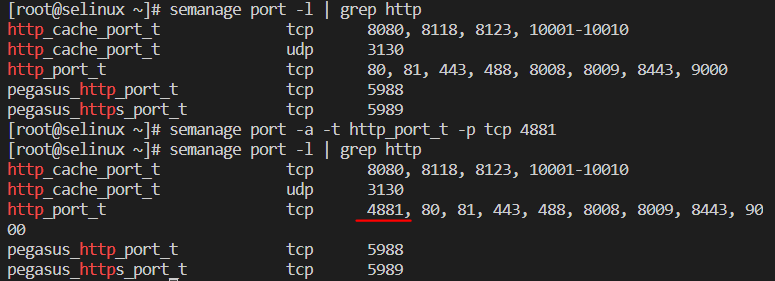 [root@selinux ~]# semanage port -l | grep http
http_cache_port_t              tcp      8080, 8118, 8123, 10001-10010
http_cache_port_t              udp      3130
http_port_t                    tcp      80, 81, 443, 488, 8008, 8009, 8443, 9000
pegasus_http_port_t            tcp      5988
pegasus_https_port_t           tcp      5989
[root@selinux ~]# semanage port -a -t http_port_t -p tcp 4881
[root@selinux ~]# semanage port -l | grep http
http_cache_port_t              tcp      8080, 8118, 8123, 10001-10010
http_cache_port_t              udp      3130
http_port_t                    tcp      4881, 80, 81, 443, 488, 8008, 8009, 8443, 90
00
pegasus_http_port_t            tcp      5988
pegasus_https_port_t           tcp      5989